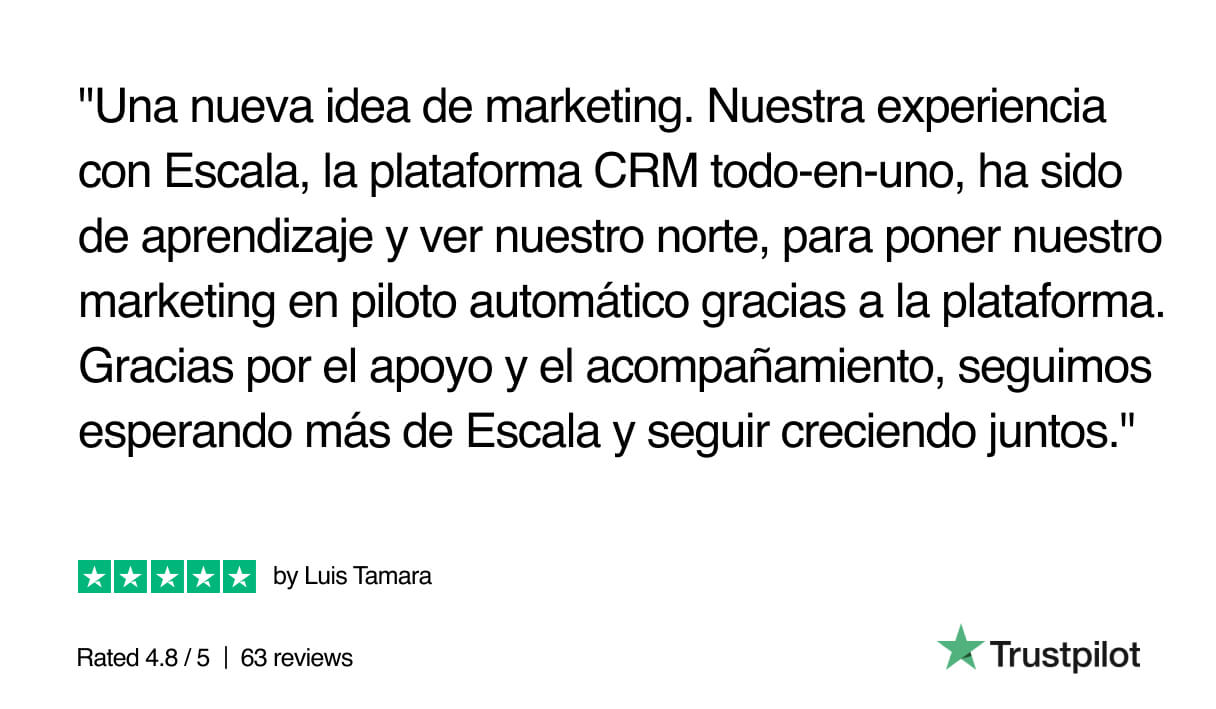 "Una nueva idea de marketing. Nuestra experiencia
con Escala, la plataforma CRM todo-en-uno, ha sido
de aprendizaje y ver nuestro norte, para poner nuestro
marketing en piloto automático gracias a la plataforma.
Gracias por el apoyo y el acompañamiento, seguimos
esperando más de Escala y seguir creciendo juntos."
by Luis Tamara
Rated 4.8 / 5 | 63 reviews
Trustpilot